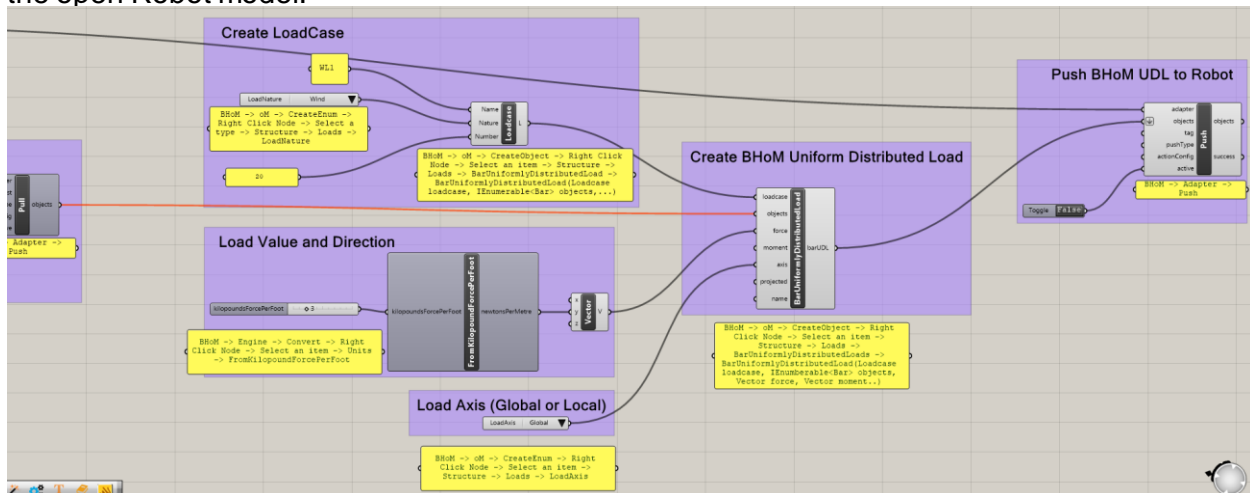 the open Robot model.
Create LoadCase
WL1
LoadNature Wind
BHoM -> oM -> CreateEnum ->
Right Click Node -> Select a
type -> Structure -> Loads ->
LoadNature
20
Name
Nature
Number
Loadcase
L
BHoM -> oM -> CreateObject -> Right Click
Node -> Select an item -> Structure ->
Loads -> BarUniformlyDistributedLoad ->
BarUniformlyDistributedLoad(Loadcase
loadcase, IEnumerable<Bar> objects,...)
Pull
objects
Adapter ->
Push
Load Value and Direction
kilopoundsForcePerFoot 3
kilopoundsForcePerFoot
FromKilopoundForcePerFoot
newtonsPerMetre
x
y
z
Vector
V
BHoM -> Engine -> Convert -> Right
Click Node -> Select an item -> Units
-> FromKilopoundForcePerFoot
Load Axis (Global or Local)
LoadAxis Global
BHoM -> oM -> CreateEnum -> Right
Click Node -> Select an item ->
Structure -> Loads -> LoadAxis
Create BHoM Uniform Distributed Load
loadcase
objects
force
moment
axis
projected
name
BarUniformlyDistributedLoad
barUDL
BHoM -> oM -> CreateObject -> Right
Click Node -> Select an item ->
Structure -> Loads ->
BarUniformlyDistributedLoads ->
BarUniformlyDistributedLoad(Loadcase
loadcase, IEnumberable<Bar> objects,
Vector force, Vector moment..)
Push BHoM UDL to Robot
adapter
objects
tag
pushType
actionConfig
active
Push
objects
success
BHoM -> Adapter ->
Push
Toggle False